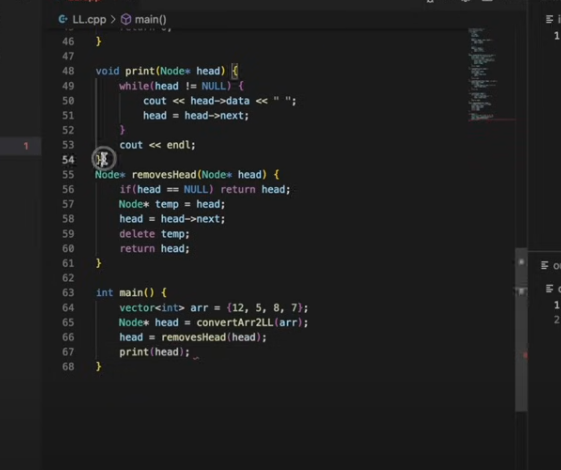 LL.cpp > main()
46 }
47
48 void print(Node* head) {
49 while(head != NULL) {
50 cout << head->data << " ";
51 head = head->next;
52 }
53 cout << endl;
1
54 }
55 Node* removesHead(Node* head) {
56 if(head == NULL) return head;
57 Node* temp = head;
58 head = head->next;
59 delete temp;
60 return head;
61 }
62
63 int main() {
64 vector<int> arr = {12, 5, 8, 7};
65 Node* head = convertArr2LL(arr);
66 head = removesHead(head);
67 print(head);
68 }
1
1
2